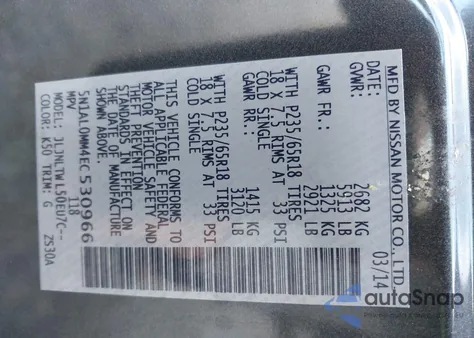 MFD BY NISSAN MOTOR CO., LTD.
DATE: 03/14
GVWR: 2682 KG
5913 LB
GAWR FR.: 1325 KG
2921 LB
WITH P235/65R18
18 X 7.5 RIMS AT 33 PSI
COLD SINGLE
GAWR RR.: 1415 KG
3120 LB
WITH P235/65R18
18 X 7.5 RIMS AT 33 PSI
COLD SINGLE
THIS VEHICLE CONFORMS TO
ALL APPLICABLE FEDERAL
MOTOR VEHICLE SAFETY AND
THEFT PREVENTION
STANDARD IN EFFECT ON
THE DATE OF MANUFACTURE
SHOWN ABOVE.
5N1AL0MM4EC530966
MPV 118
MODEL: JLJNLTWL50EU7C--
COLOR: K50 TRIM: G ZS30A
autoSnap